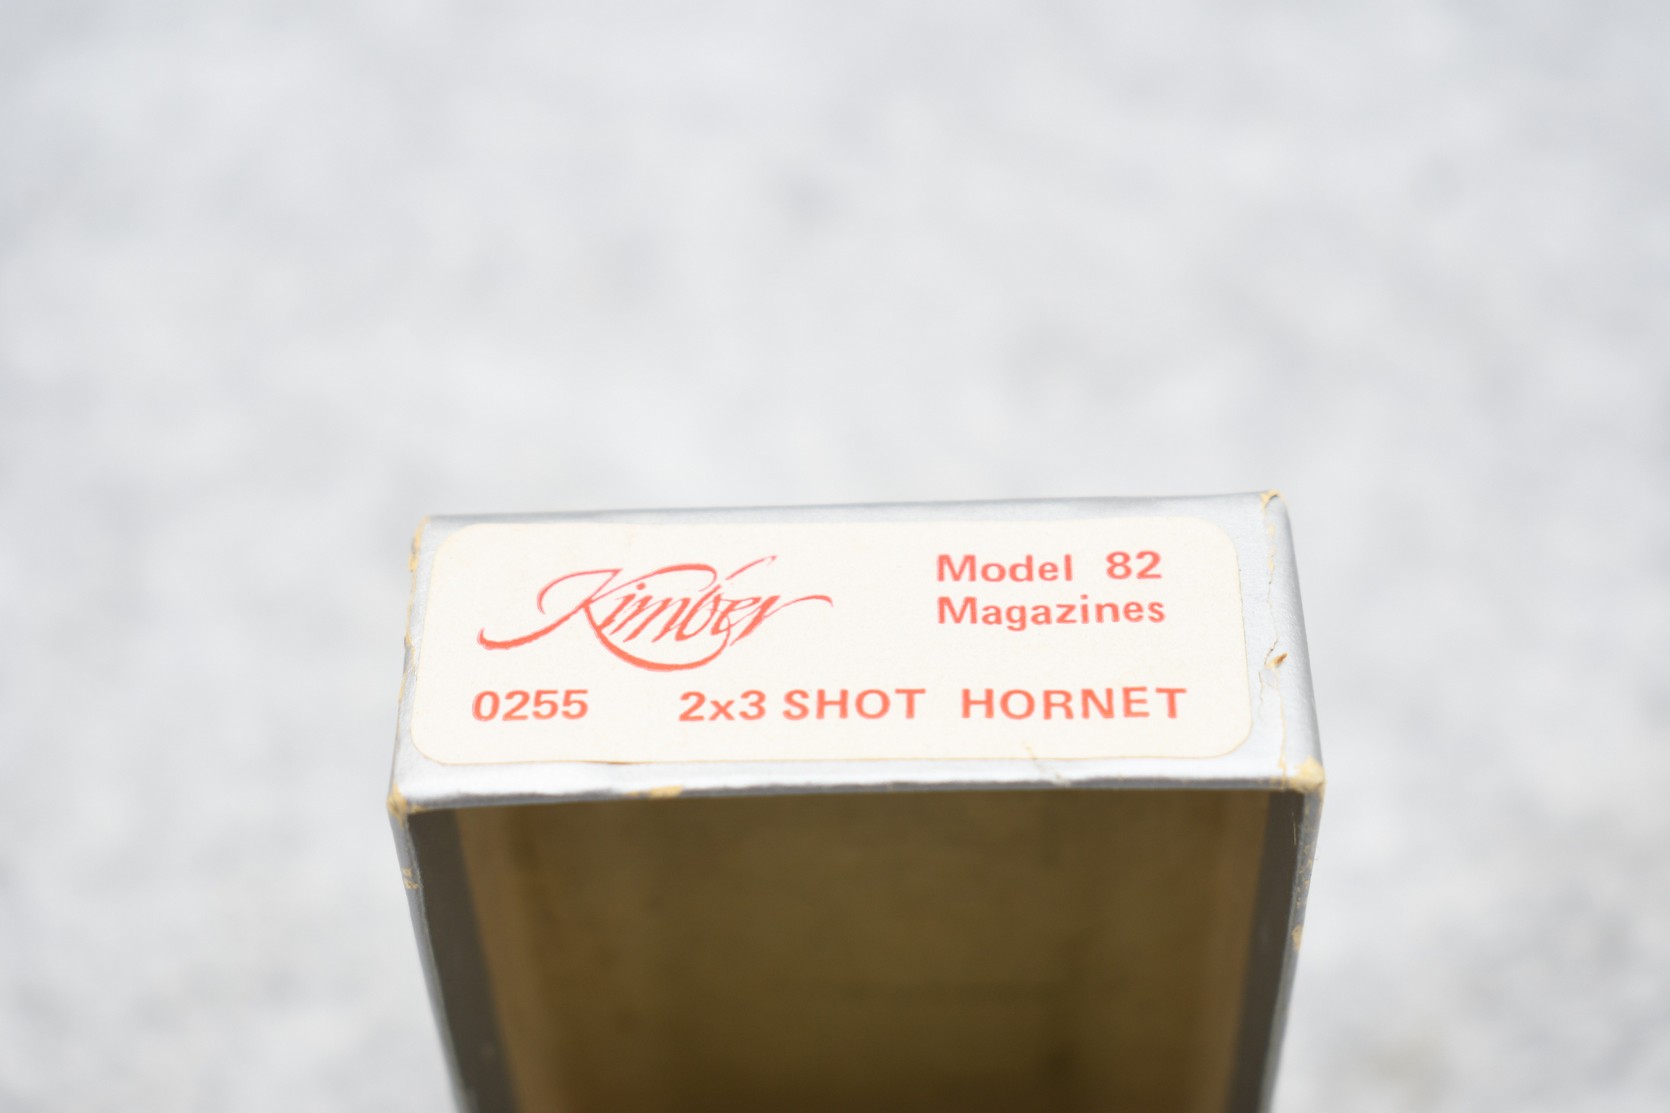 Kimber
Model 82
Magazines
0255 2x3 SHOT HORNET